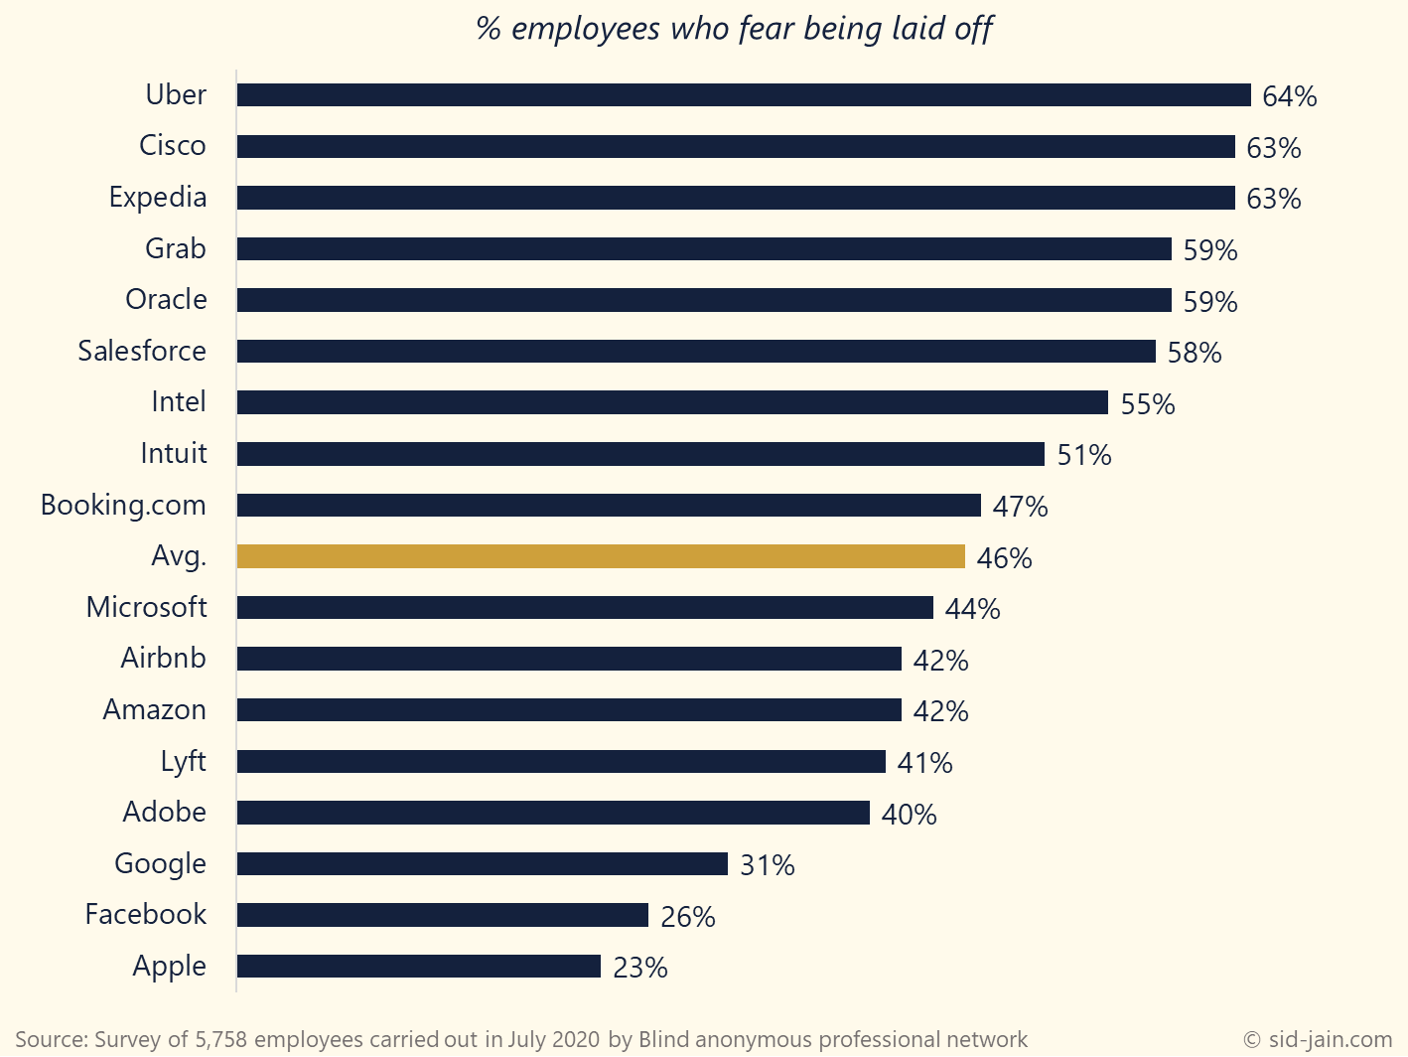 % employees who fear being laid off
Uber 64%
Cisco 63%
Expedia 63%
Grab 59%
Oracle 59%
Salesforce 58%
Intel 55%
Intuit 51%
Booking.com 47%
Avg. 46%
Microsoft 44%
Airbnb 42%
Amazon 42%
Lyft 41%
Adobe 40%
Google 31%
Facebook 26%
Apple 23%
Source: Survey of 5,758 employees carried out in July 2020 by Blind anonymous professional network © sid-jain.com